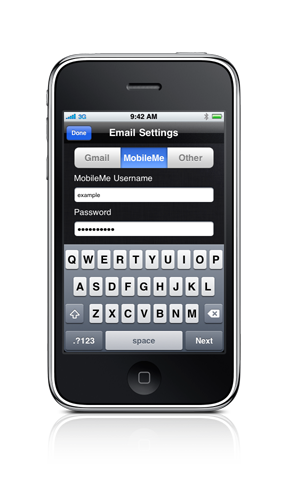 3G 9:42 AM
Done Email Settings
Gmail MobileMe Other
MobileMe Username
example
Password
••••••••••
Q W E R T Y U I O P
A S D F G H J K L
Z X C V B N M
.?123 space Next